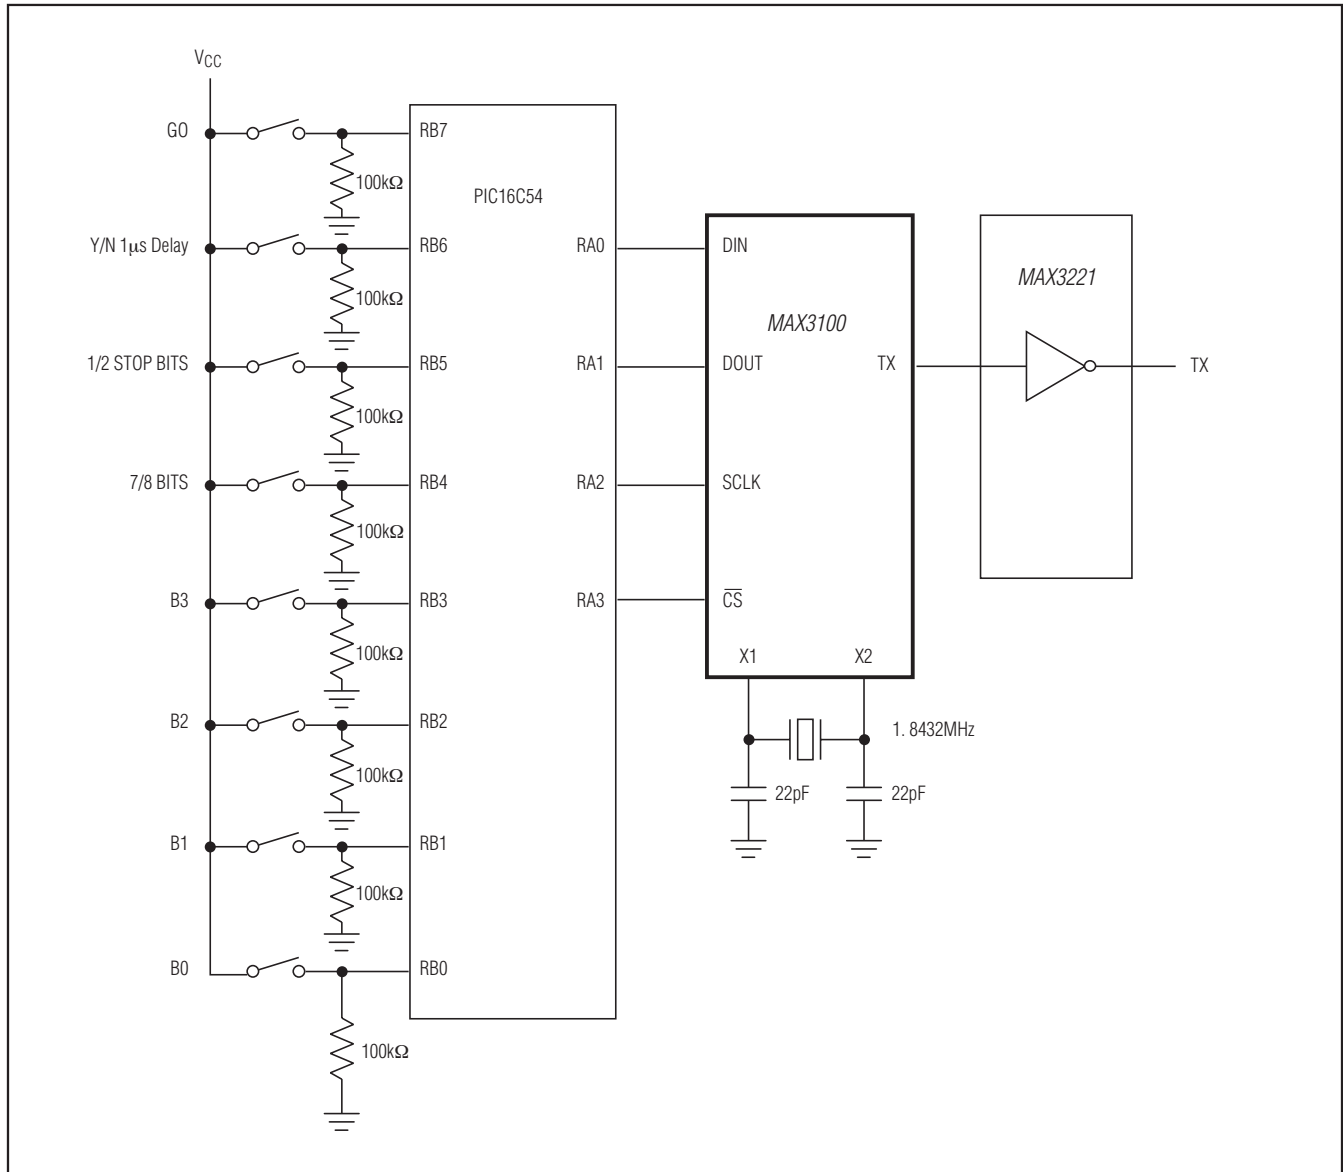 VCC
GO
RB7
100kΩ
PIC16C54
Y/N 1µs Delay
RB6
RA0
DIN
100kΩ
MAX3221
MAX3100
1/2 STOP BITS
RB5
RA1
DOUT
TX
TX
100kΩ
7/8 BITS
RB4
RA2
SCLK
100kΩ
B3
RB3
RA3
CS
100kΩ
X1
X2
B2
RB2
1. 8432MHz
100kΩ
22pF
22pF
B1
RB1
100kΩ
B0
RB0
100kΩ